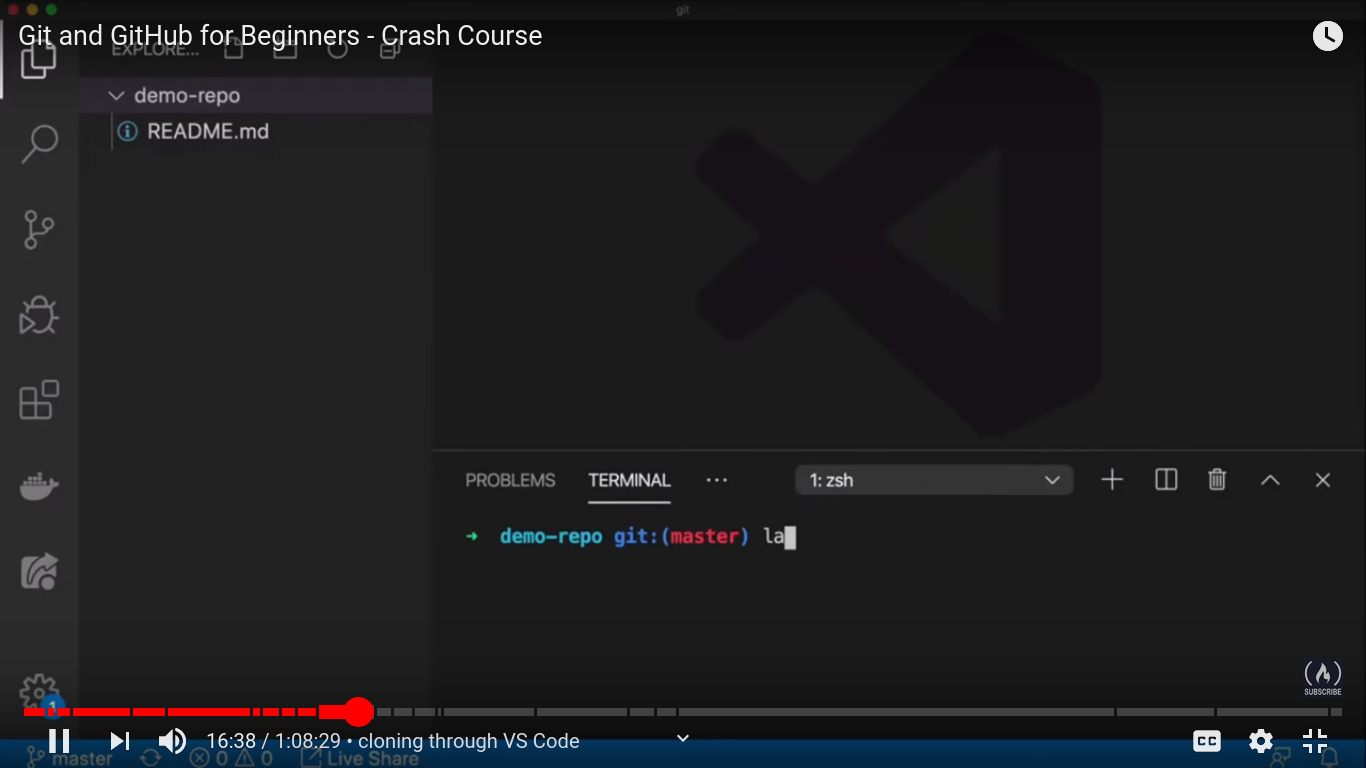 git
Git and GitHub for Beginners - Crash Course
EXPLORE...
demo-repo
README.md
PROBLEMS TERMINAL ··· 1: zsh
➜ demo-repo git:(master) la
SUBSCRIBE
1
16:38 / 1:08:29 • cloning through VS Code
CC
master 0 0 Live Share